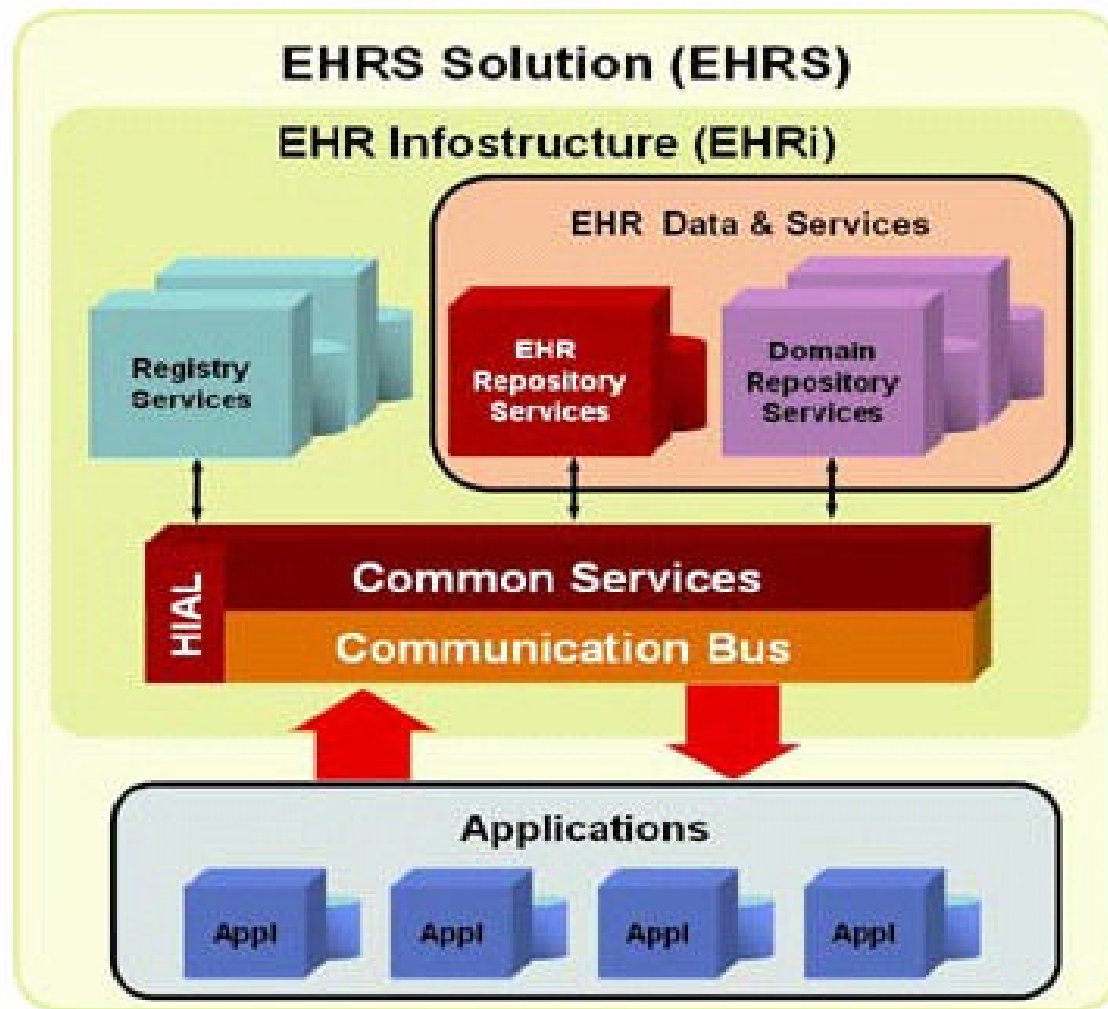 EHRS Solution (EHRS)
EHR Infostructure (EHRi)
EHR Data & Services
Registry
Services
EHR
Repository
Services
Domain
Repository
Services
HIAL
Common Services
Communication Bus
Applications
Appl
Appl
Appl
Appl